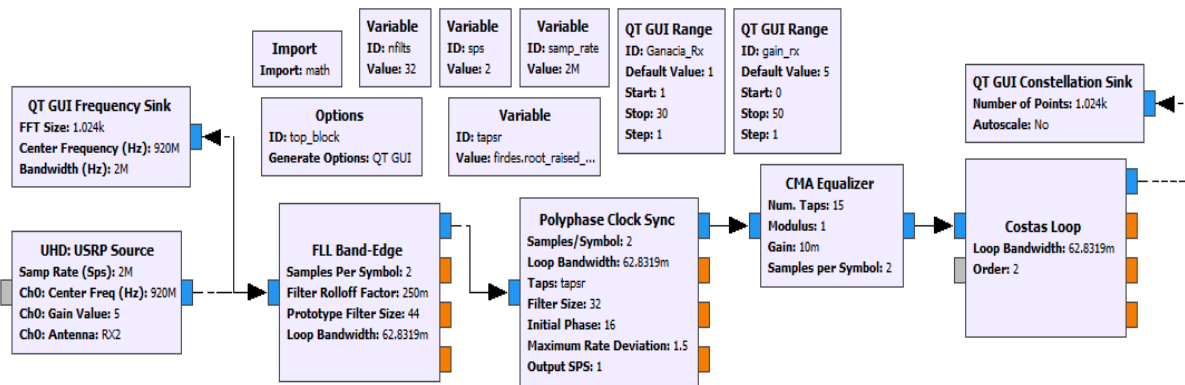 Import
Import: math
Variable
ID: nfilts
Value: 32
Variable
ID: sps
Value: 2
Variable
ID: samp_rate
Value: 2M
QT GUI Range
ID: Ganacia_Rx
Default Value: 1
Start: 1
Stop: 30
Step: 1
QT GUI Range
ID: gain_rx
Default Value: 5
Start: 0
Stop: 50
Step: 1
QT GUI Constellation Sink
Number of Points: 1.024k
Autoscale: No
QT GUI Frequency Sink
FFT Size: 1.024k
Center Frequency (Hz): 920M
Bandwidth (Hz): 2M
Options
ID: top_block
Generate Options: QT GUI
Variable
ID: tapsr
Value: firdes.root_raised_...
UHD: USRP Source
Samp Rate (Sps): 2M
Ch0: Center Freq (Hz): 920M
Ch0: Gain Value: 5
Ch0: Antenna: RX2
FLL Band-Edge
Samples Per Symbol: 2
Filter Rolloff Factor: 250m
Prototype Filter Size: 44
Loop Bandwidth: 62.8319m
Polyphase Clock Sync
Samples/Symbol: 2
Loop Bandwidth: 62.8319m
Taps: tapsr
Filter Size: 32
Initial Phase: 16
Maximum Rate Deviation: 1.5
Output SPS: 1
CMA Equalizer
Num. Taps: 15
Modulus: 1
Gain: 10m
Samples per Symbol: 2
Costas Loop
Loop Bandwidth: 62.8319m
Order: 2